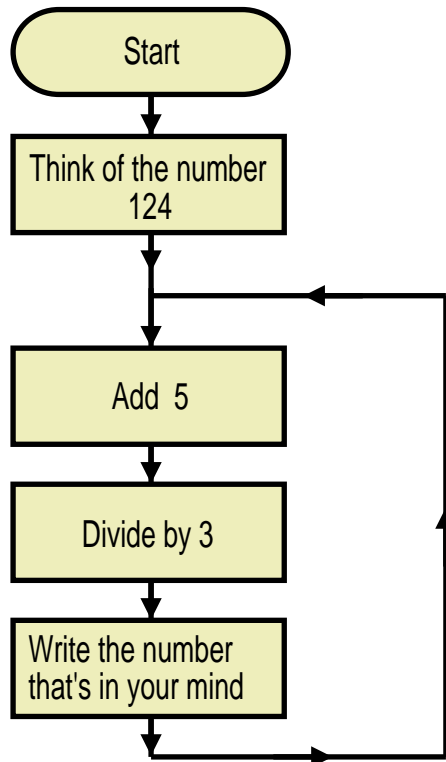 Start
Think of the number
124
Add 5
Divide by 3
Write the number
that's in your mind